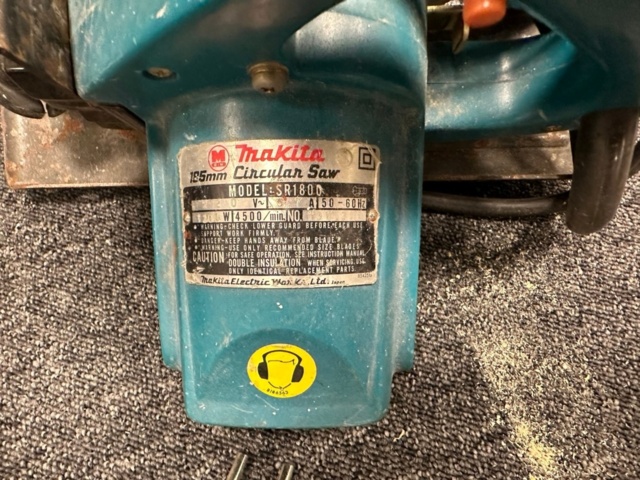 Makita
185mm Circular Saw
MODEL-SR1800
V~ A 50-60Hz
W 4500/min. NO.
• WARNING-CHECK LOWER GUARD BEFORE EACH USE
SUPPORT WORK FIRMLY.
• DANGER-KEEP HANDS AWAY FROM BLADE.
• WARNING-USE ONLY RECOMMENDED SIZE BLADES
CAUTION FOR SAFE OPERATION. SEE INSTRUCTION MANUAL
DOUBLE INSULATION WHEN SERVICING, USE
ONLY IDENTICAL REPLACEMENT PARTS.
Makita Electric Works, Ltd. Japan